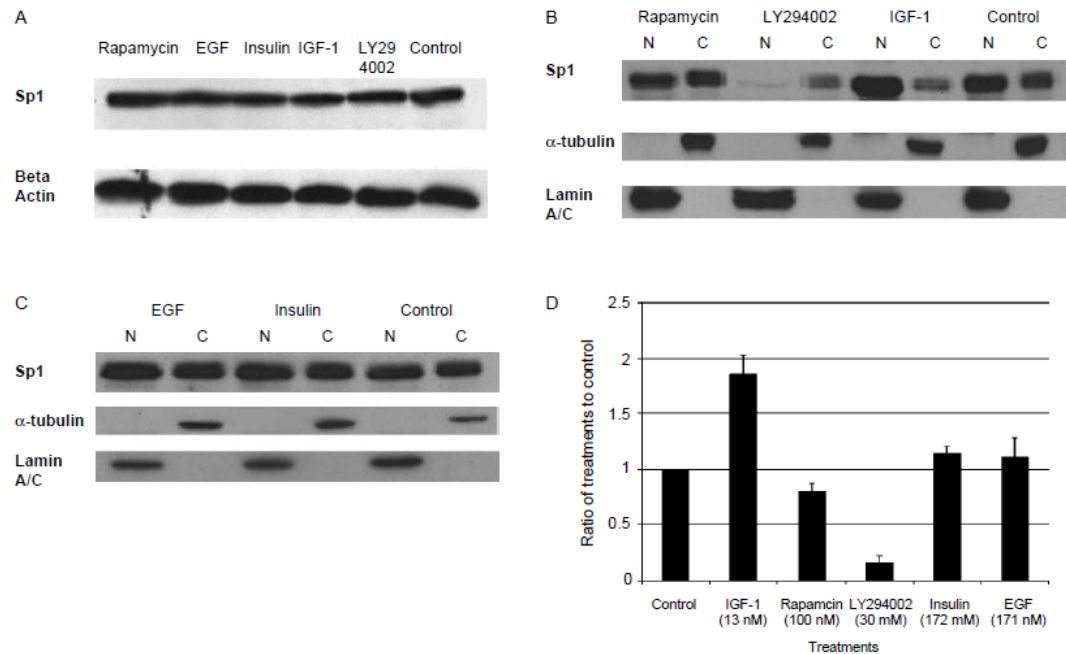 A
Rapamycin EGF Insulin IGF-1 LY29 Control
4002
Sp1
Beta
Actin
B
Rapamycin LY294002 IGF-1 Control
N C N C N C N C
Sp1
α-tubulin
Lamin
A/C
C
EGF Insulin Control
N C N C N C
Sp1
α-tubulin
Lamin
A/C
D
Ratio of treatments to control
2.5
2
1.5
1
0.5
0
Control IGF-1 Rapamcin LY294002 Insulin EGF
(13 nM) (100 nM) (30 mM) (172 mM) (171 nM)
Treatments